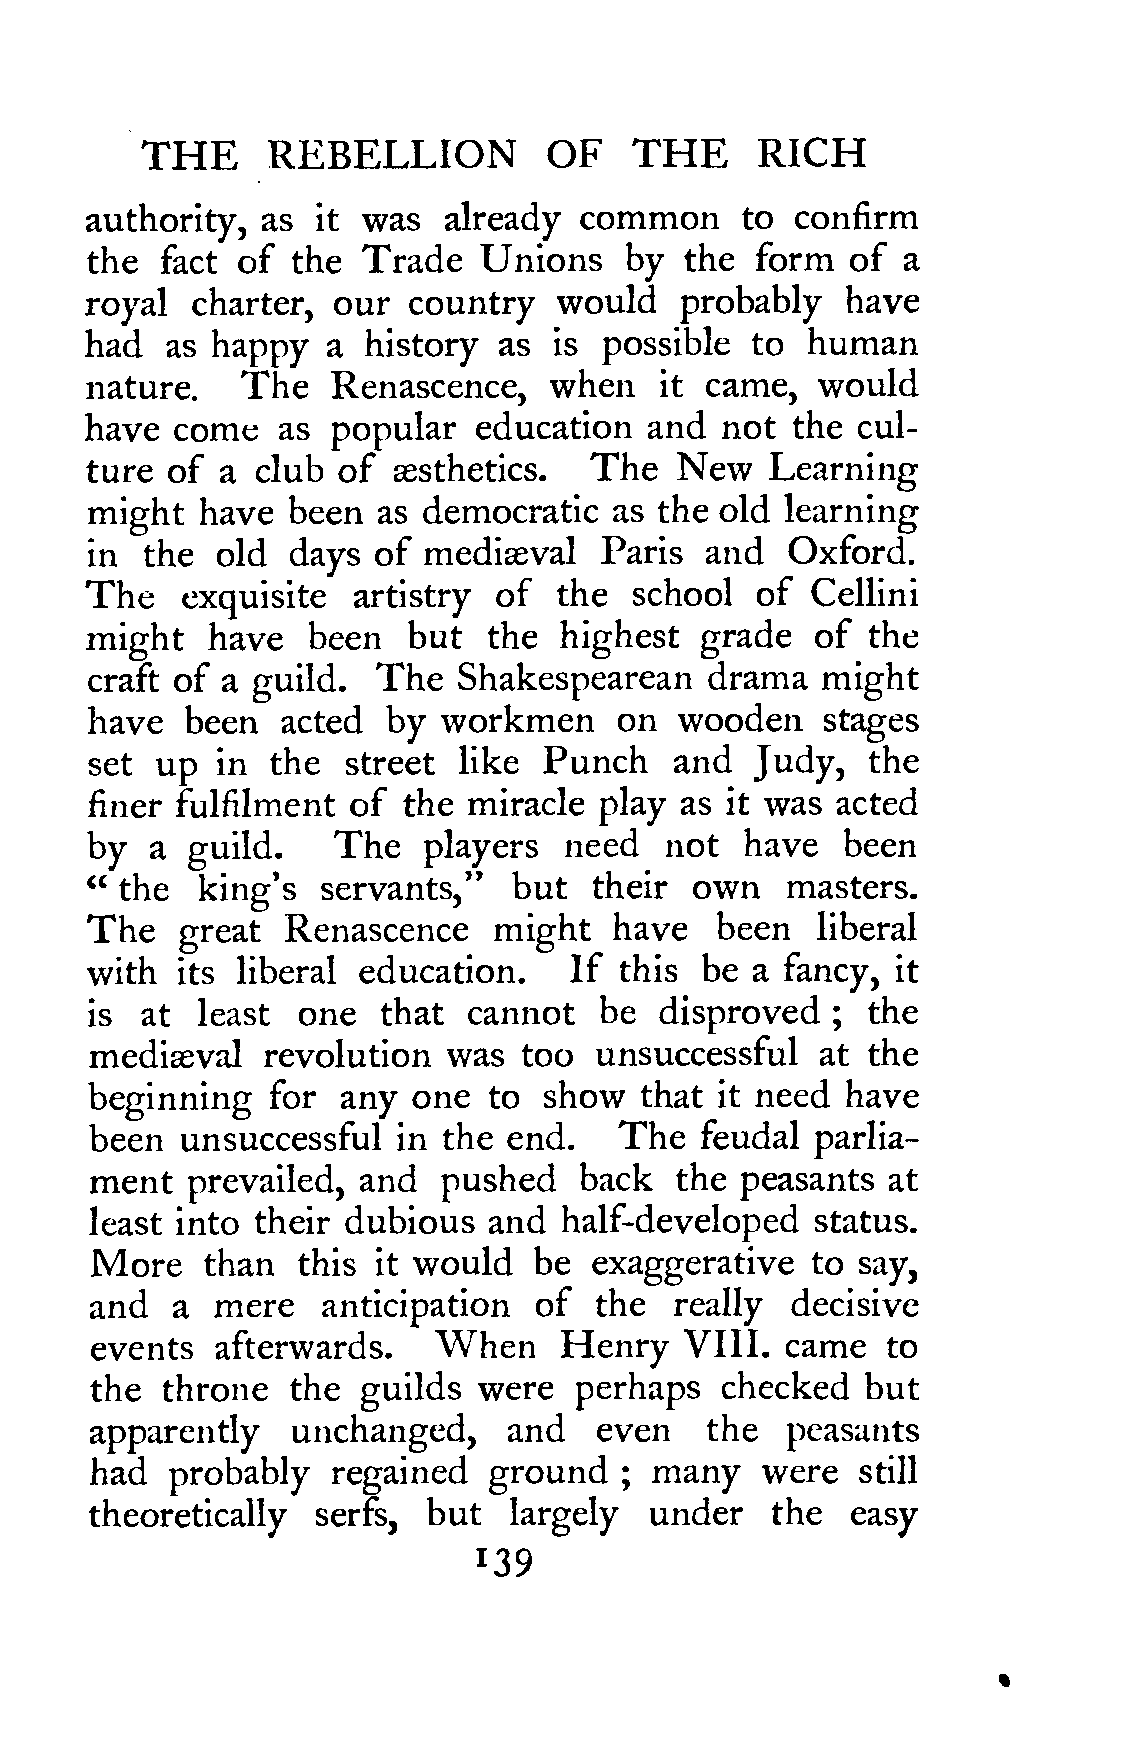 THE REBELLION OF THE RICH
authority, as it was already common to confirm
the fact of the Trade Unions by the form of a
royal charter, our country would probably have
had as happy a history as is possible to human
nature. The Renascence, when it came, would
have come as popular education and not the cul-
ture of a club of æsthetics. The New Learning
might have been as democratic as the old learning
in the old days of mediæval Paris and Oxford.
The exquisite artistry of the school of Cellini
might have been but the highest grade of the
craft of a guild. The Shakespearean drama might
have been acted by workmen on wooden stages
set up in the street like Punch and Judy, the
finer fulfilment of the miracle play as it was acted
by a guild. The players need not have been
“ the king's servants,” but their own masters.
The great Renascence might have been liberal
with its liberal education. If this be a fancy, it
is at least one that cannot be disproved ; the
mediæval revolution was too unsuccessful at the
beginning for any one to show that it need have
been unsuccessful in the end. The feudal parlia-
ment prevailed, and pushed back the peasants at
least into their dubious and half-developed status.
More than this it would be exaggerative to say,
and a mere anticipation of the really decisive
events afterwards. When Henry VIII. came to
the throne the guilds were perhaps checked but
apparently unchanged, and even the peasants
had probably regained ground ; many were still
theoretically serfs, but largely under the easy
139